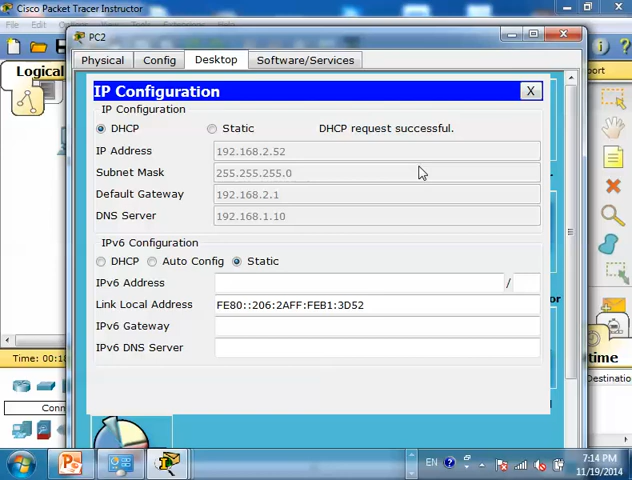 Cisco Packet Tracer Instructor
PC2
Physical
Config
Desktop
Software/Services
Logical
IP Configuration
X
IP Configuration
DHCP
Static
DHCP request successful.
IP Address
192.168.2.52
Subnet Mask
255.255.255.0
Default Gateway
192.168.2.1
DNS Server
192.168.1.10
IPv6 Configuration
DHCP
Auto Config
Static
IPv6 Address
/
Link Local Address
FE80::206:2AFF:FEB1:3D52
IPv6 Gateway
IPv6 DNS Server
Time: 00:1
Conn
EN
7:14 PM
11/19/2014